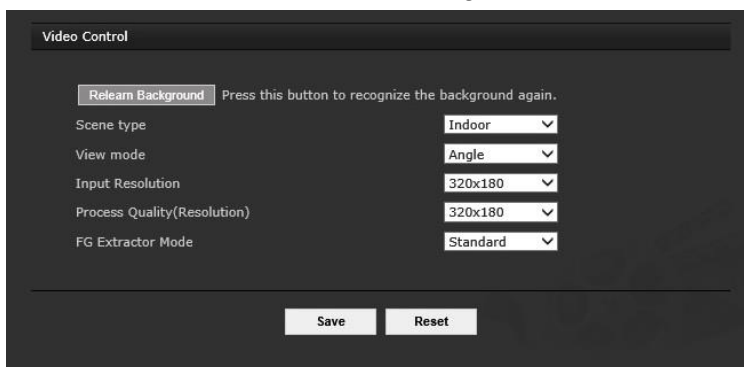 Video Control
Relearn Background Press this button to recognize the background again.
Scene type Indoor
View mode Angle
Input Resolution 320x180
Process Quality(Resolution) 320x180
FG Extractor Mode Standard
Save Reset